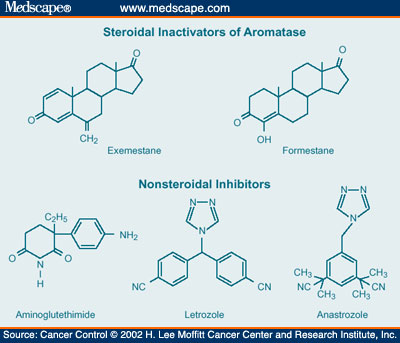 Medscape® www.medscape.com
Steroidal Inactivators of Aromatase
O
O
CH2
Exemestane
O
O
OH
Formestane
Nonsteroidal Inhibitors
C2H5
NH2
O
N
O
H
Aminoglutethimide
N
N
N
NC
CN
Letrozole
N
N
N
CH3
CH3
NC
CN
CH3
CH3
Anastrozole
Source: Cancer Control © 2002 H. Lee Moffitt Cancer Center and Research Institute, Inc.